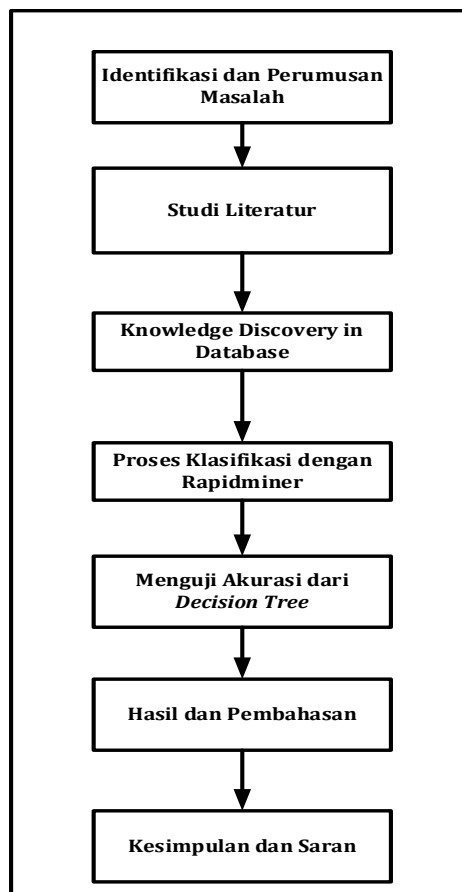 Identifikasi dan Perumusan
Masalah
Studi Literatur
Knowledge Discovery in
Database
Proses Klasifikasi dengan
Rapidminer
Menguji Akurasi dari
Decision Tree
Hasil dan Pembahasan
Kesimpulan dan Saran